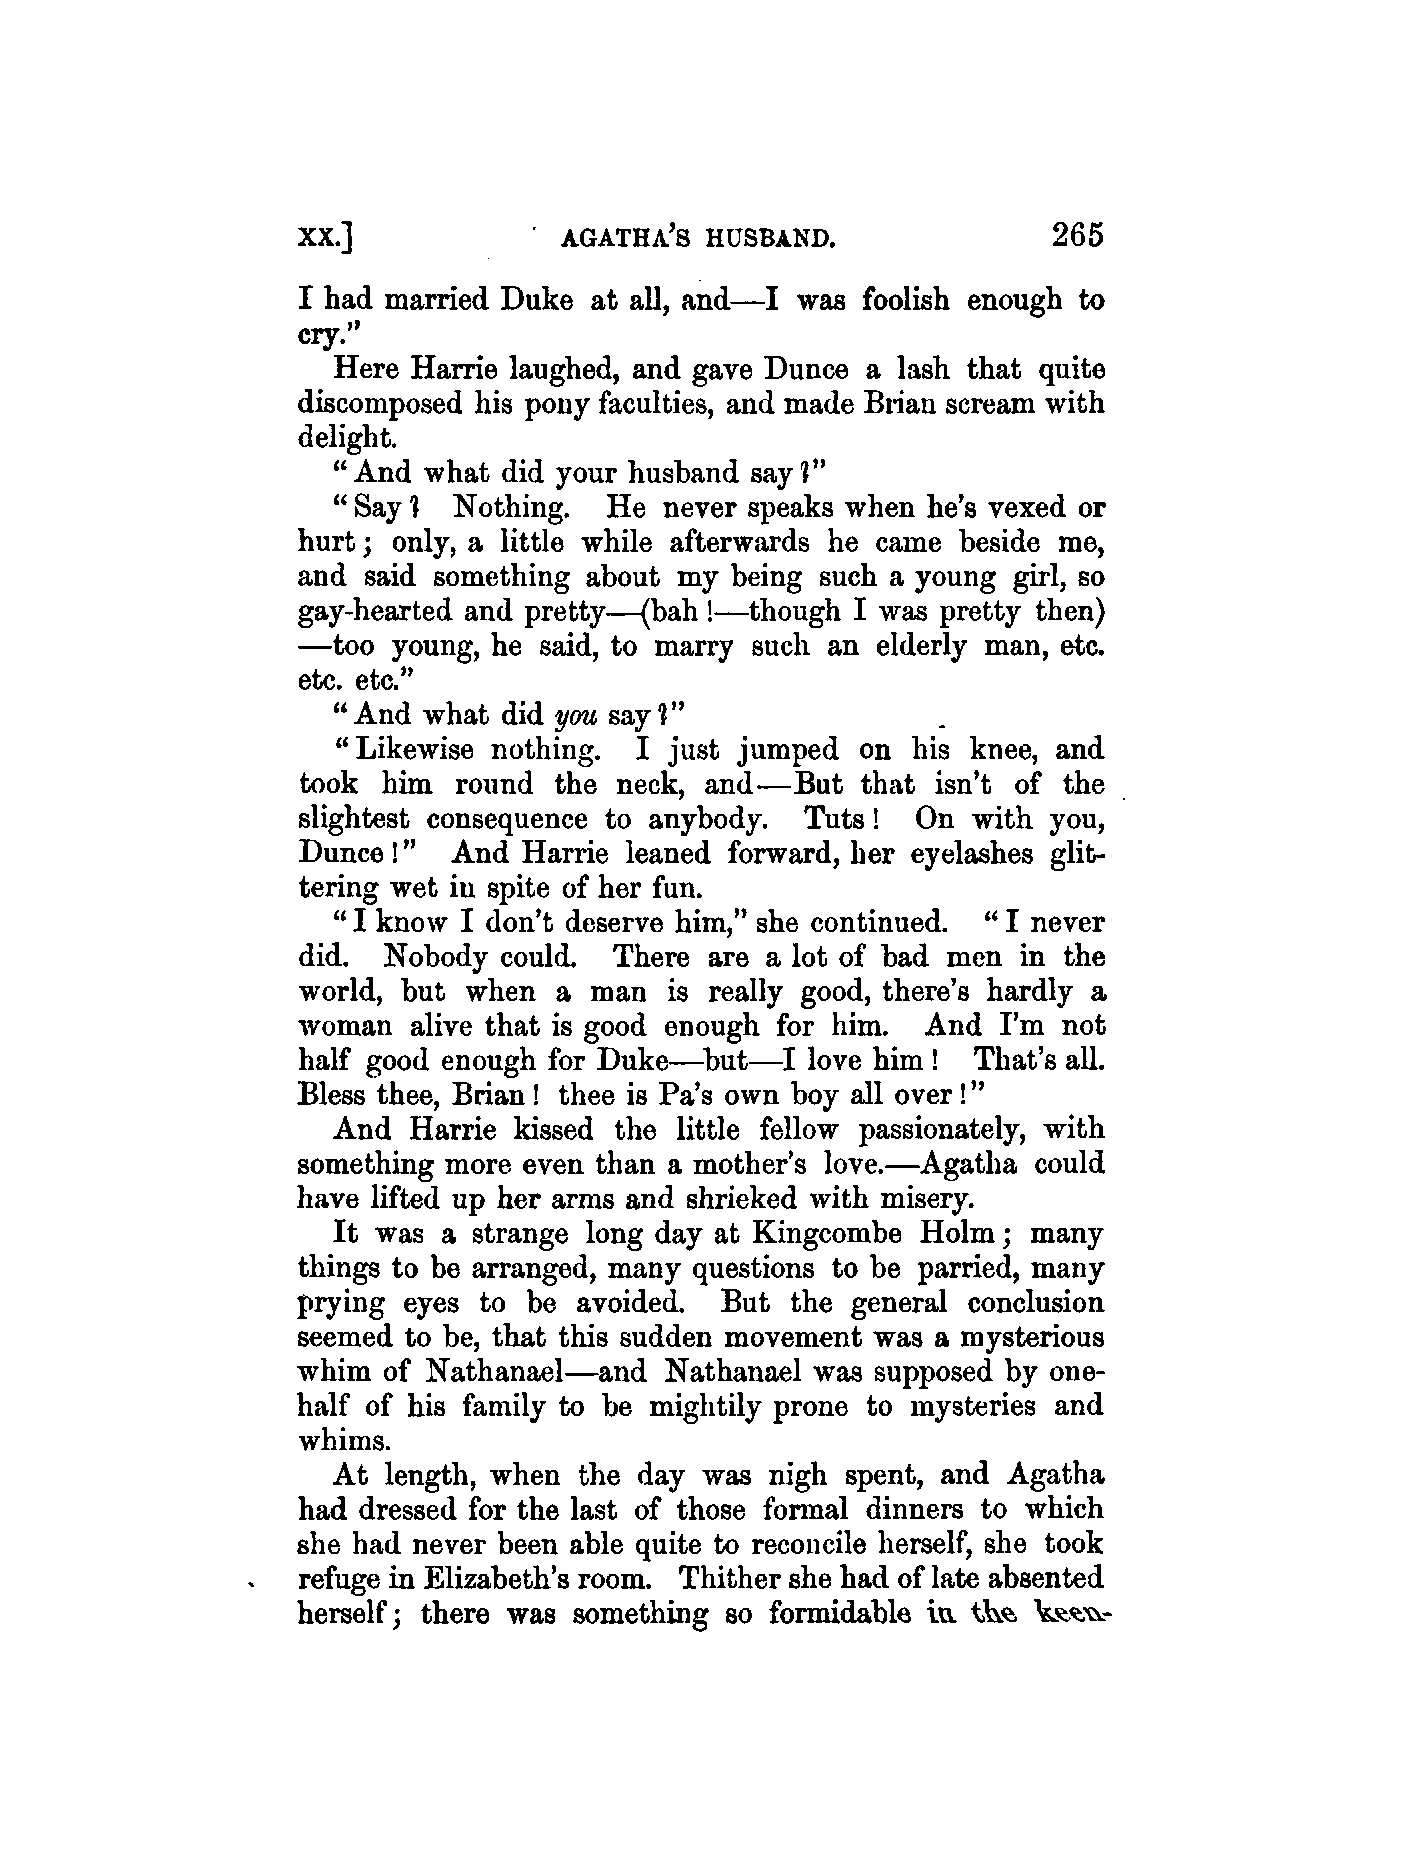 XX.] AGATHA'S HUSBAND. 265
I had married Duke at all, and—I was foolish enough to
cry."
Here Harrie laughed, and gave Dunce a lash that quite
discomposed his pony faculties, and made Brian scream with
delight.
"And what did your husband say?"
"Say? Nothing. He never speaks when he's vexed or
hurt; only, a little while afterwards he came beside me,
and said something about my being such a young girl, so
gay-hearted and pretty—(bah!—though I was pretty then)
—too young, he said, to marry such an elderly man, etc.
etc. etc."
"And what did you say?"
"Likewise nothing. I just jumped on his knee, and
took him round the neck, and—But that isn't of the
slightest consequence to anybody. Tuts! On with you,
Dunce!" And Harrie leaned forward, her eyelashes glit-
tering wet in spite of her fun.
"I know I don't deserve him," she continued. "I never
did. Nobody could. There are a lot of bad men in the
world, but when a man is really good, there's hardly a
woman alive that is good enough for him. And I'm not
half good enough for Duke—but—I love him! That's all.
Bless thee, Brian! thee is Pa's own boy all over!"
And Harrie kissed the little fellow passionately, with
something more even than a mother's love.—Agatha could
have lifted up her arms and shrieked with misery.
It was a strange long day at Kingcombe Holm; many
things to be arranged, many questions to be parried, many
prying eyes to be avoided. But the general conclusion
seemed to be, that this sudden movement was a mysterious
whim of Nathanael—and Nathanael was supposed by one-
half of his family to be mightily prone to mysteries and
whims.
At length, when the day was nigh spent, and Agatha
had dressed for the last of those formal dinners to which
she had never been able quite to reconcile herself, she took
refuge in Elizabeth's room. Thither she had of late absented
herself; there was something so formidable in the keen-